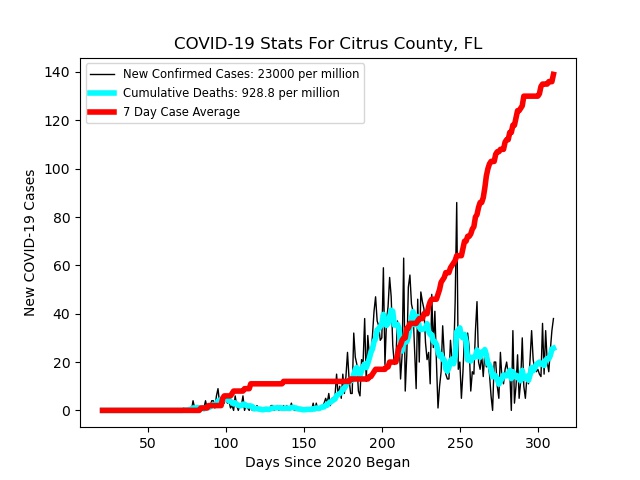 COVID-19 Stats For Citrus County, FL
New Confirmed Cases: 23000 per million
Cumulative Deaths: 928.8 per million
7 Day Case Average
New COVID-19 Cases
140
120
100
80
60
40
20
0
50
100
150
200
250
300
Days Since 2020 Began